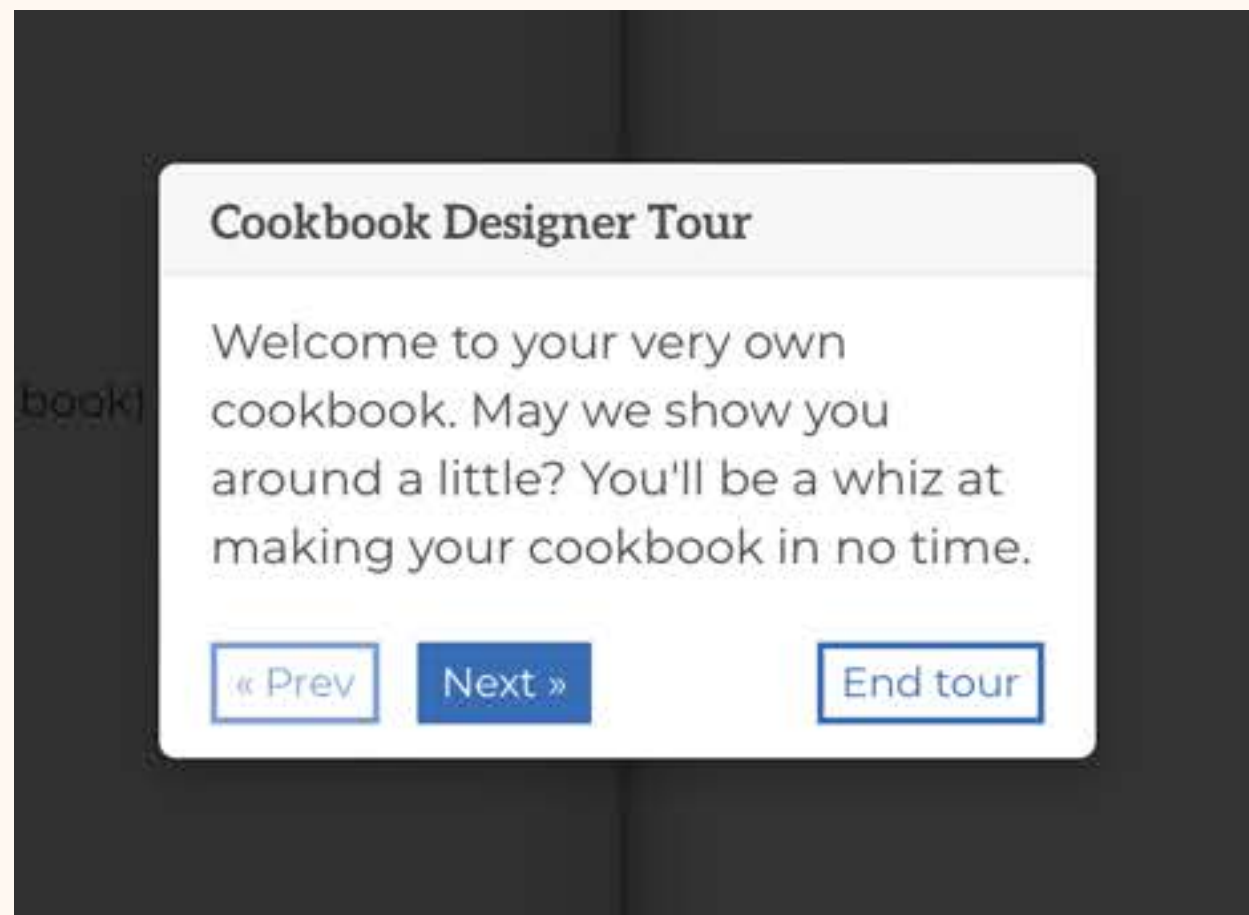 Cookbook Designer Tour
Welcome to your very own
cookbook. May we show you
book)
around a little? You'll be a whiz at
making your cookbook in no time.
« Prev Next » End tour